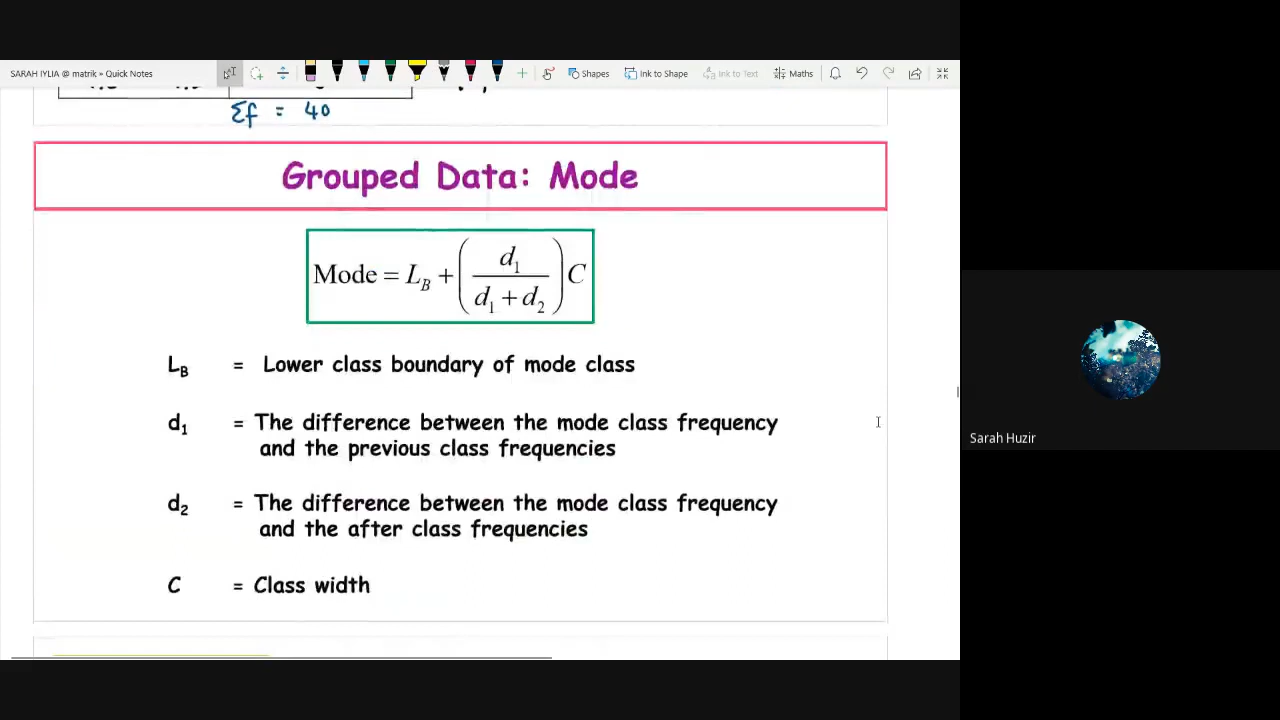 SARAH IYLIA @ matrik » Quick Notes
Shapes
Ink to Shape
Ink to Text
Maths
Σf = 40
Grouped Data: Mode
Mode = L_B + (d_1 / (d_1 + d_2)) C
L_B = Lower class boundary of mode class
d_1 = The difference between the mode class frequency
and the previous class frequencies
d_2 = The difference between the mode class frequency
and the after class frequencies
C = Class width
Sarah Huzir